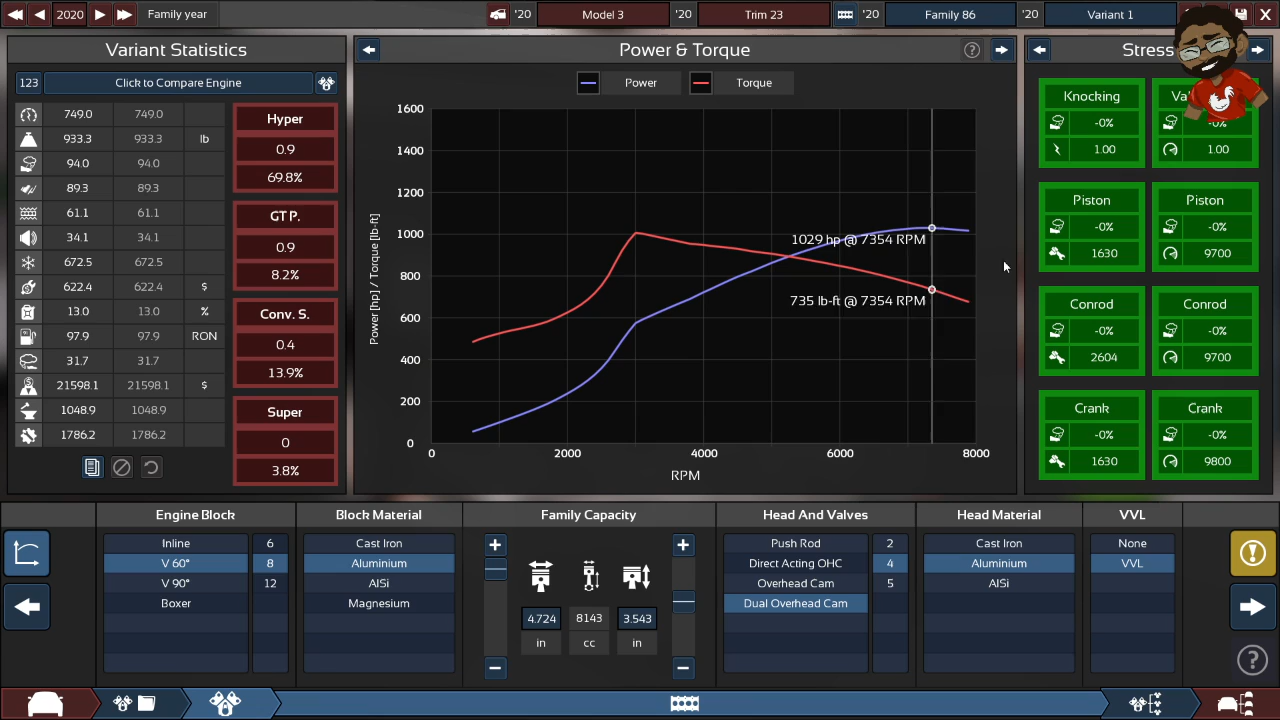 2020
Family year
'20
Model 3
'20
Trim 23
'20
Family 86
'20
Variant 1
Variant Statistics
123
Click to Compare Engine
749.0 749.0
933.3 933.3 lb
94.0 94.0
89.3 89.3
61.1 61.1
34.1 34.1
672.5 672.5
622.4 622.4 $
13.0 13.0 %
97.9 97.9 RON
31.7 31.7
21598.1 21598.1 $
1048.9 1048.9
1786.2 1786.2
Hyper
0.9
69.8%
GT P.
0.9
8.2%
Conv. S.
0.4
13.9%
Super
0
3.8%
Power & Torque
?
Power
Torque
Power [hp] / Torque [lb-ft]
1600
1400
1200
1000
800
600
400
200
0
0 2000 4000 6000 8000
RPM
1029 hp @ 7354 RPM
735 lb-ft @ 7354 RPM
Stress
Knocking
-0%
1.00
-0%
1.00
Piston
-0%
1630
Piston
-0%
9700
Conrod
-0%
2604
Conrod
-0%
9700
Crank
-0%
1630
Crank
-0%
9800
Engine Block
Inline 6
V 60° 8
V 90° 12
Boxer
Block Material
Cast Iron
Aluminium
AlSi
Magnesium
Family Capacity
+
+
4.724 8143 3.543
in cc in
-
-
Head And Valves
Push Rod 2
Direct Acting OHC 4
Overhead Cam 5
Dual Overhead Cam
Head Material
Cast Iron
Aluminium
AlSi
VVL
None
VVL
!
?